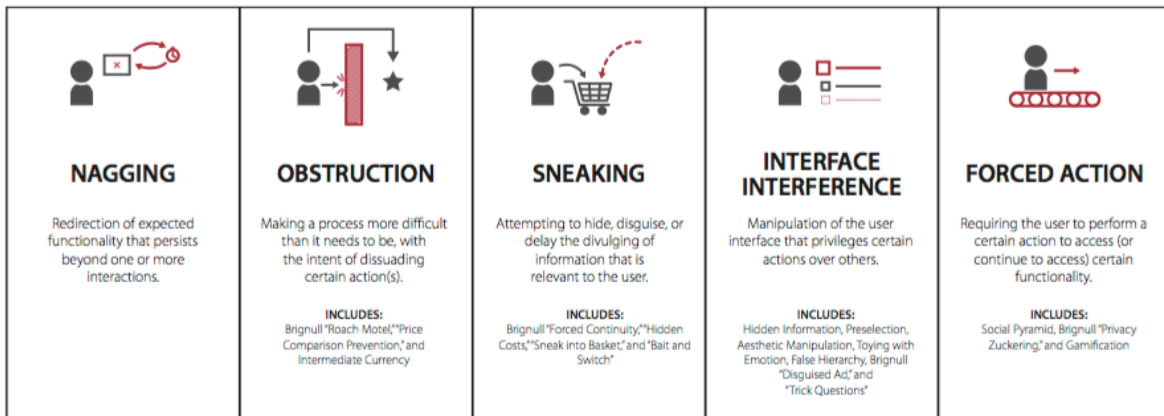 NAGGING
Redirection of expected
functionality that persists
beyond one or more
interactions.
OBSTRUCTION
Making a process more difficult
than it needs to be, with
the intent of dissuading
certain action(s).
INCLUDES:
Brignull "Roach Motel," "Price
Comparison Prevention," and
Intermediate Currency
SNEAKING
Attempting to hide, disguise, or
delay the divulging of
information that is
relevant to the user.
INCLUDES:
Brignull "Forced Continuity," "Hidden
Costs," "Sneak into Basket," and "Bait and
Switch"
INTERFACE
INTERFERENCE
Manipulation of the user
interface that privileges certain
actions over others.
INCLUDES:
Hidden Information, Preselection,
Aesthetic Manipulation, Toying with
Emotion, False Hierarchy, Brignull
"Disguised Ad," and
"Trick Questions"
FORCED ACTION
Requiring the user to perform a
certain action to access (or
continue to access) certain
functionality.
INCLUDES:
Social Pyramid, Brignull "Privacy
Zuckering," and Gamification